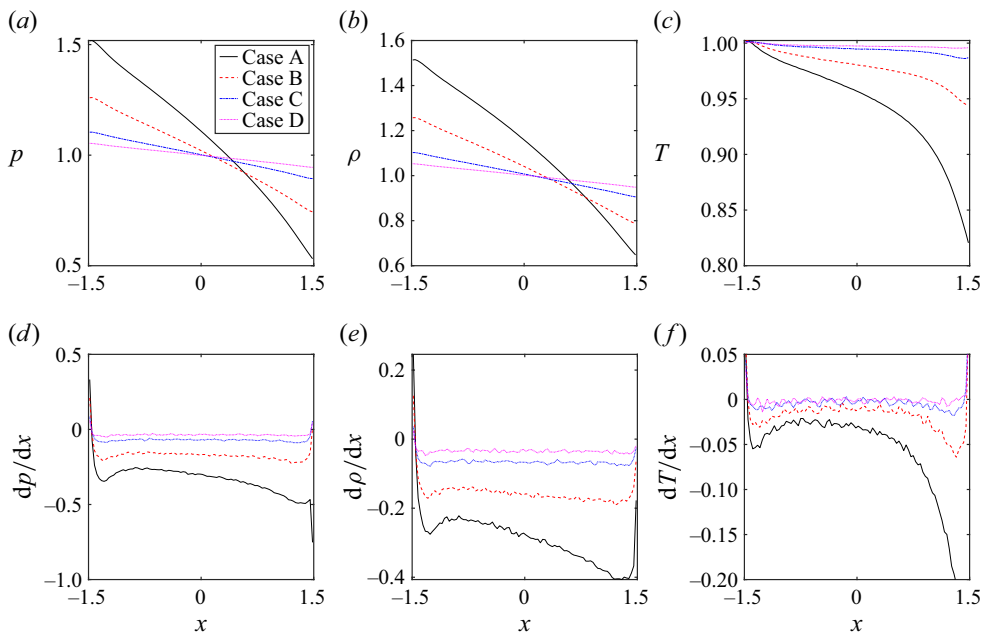 (a)
1.5
1.0
0.5
p
Case A
Case B
Case C
Case D
–1.5
0
1.5
(b)
1.6
1.4
1.2
1.0
0.8
0.6
ρ
–1.5
0
1.5
(c)
1.00
0.95
0.90
0.85
0.80
T
–1.5
0
1.5
(d)
0.5
0
–0.5
–1.0
dp/dx
–1.5
0
1.5
x
(e)
0.2
0
–0.2
–0.4
dρ/dx
–1.5
0
1.5
x
(f)
0.05
0
–0.05
–0.10
–0.15
–0.20
dT/dx
–1.5
0
1.5
x